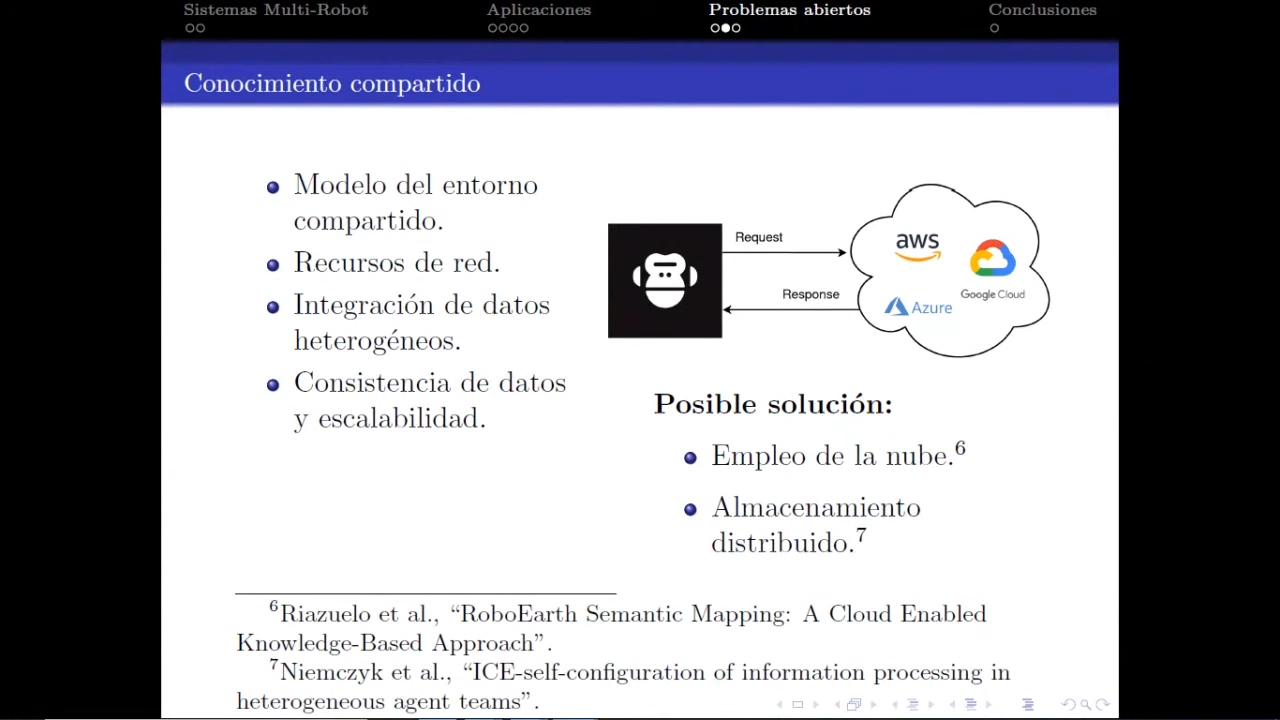 Sistemas Multi-Robot
Aplicaciones
Problemas abiertos
Conclusiones
Conocimiento compartido
Modelo del entorno
compartido.
Recursos de red.
Integración de datos
heterogéneos.
Consistencia de datos
y escalabilidad.
Request
Response
aws
Google Cloud
Azure
Posible solución:
Empleo de la nube.6
Almacenamiento
distribuido.7
6Riazuelo et al., “RoboEarth Semantic Mapping: A Cloud Enabled
Knowledge-Based Approach”.
7Niemczyk et al., “ICE-self-configuration of information processing in
heterogeneous agent teams”.